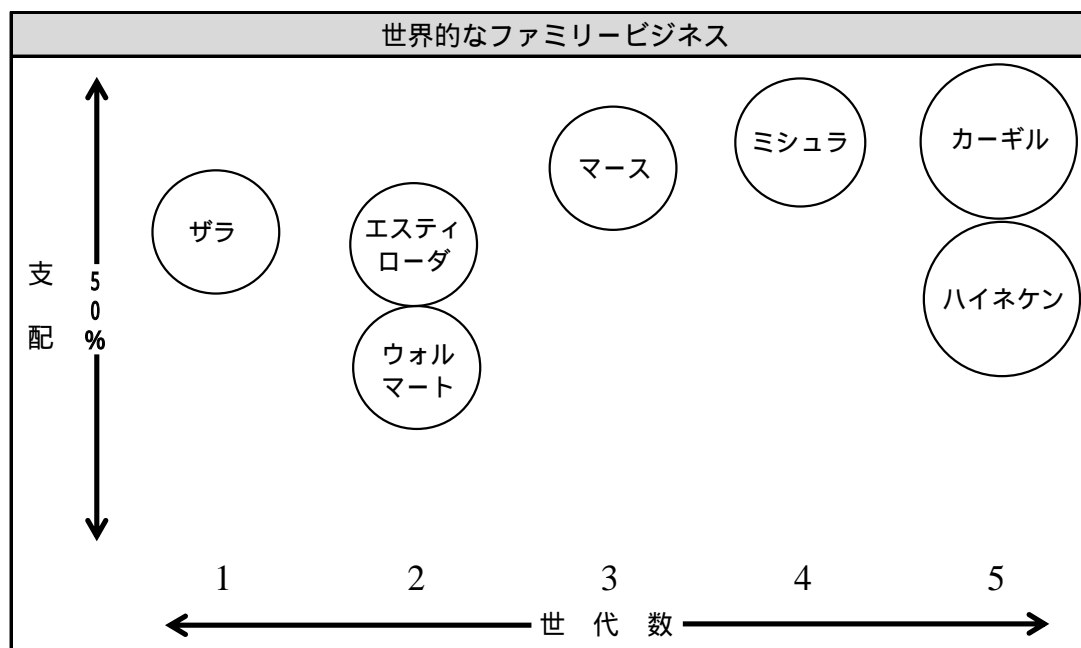 世界的なファミリービジネス
カーギル
ミシュラ
マース
ザラ
エスティ
ローダ
支配
50%
ハイネケン
ウォル
マート
1 2 3 4 5
世代数